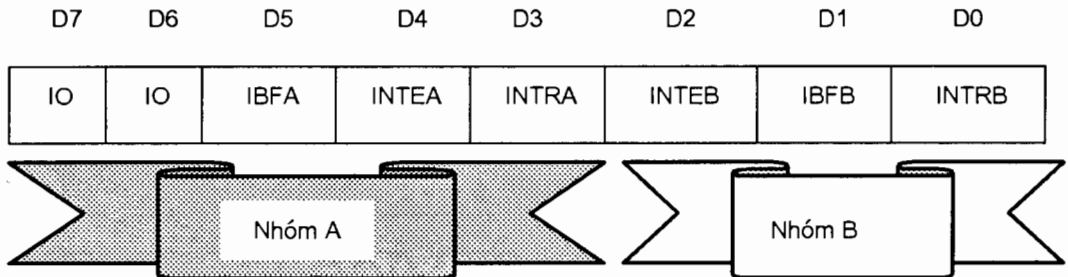 D7 D6 D5 D4 D3 D2 D1 D0
IO IO IBFA INTEA INTRA INTEB IBFB INTRB
Nhóm A Nhóm B